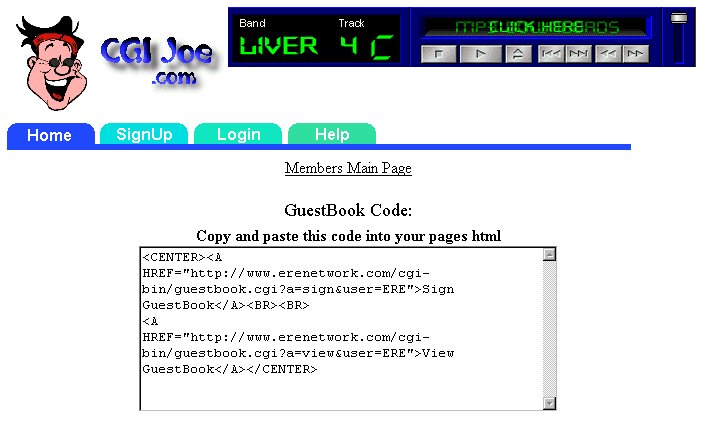 CGI Joe
.com
Band
Track
LIVER
4
CLICK HERE
Home
SignUp
Login
Help
Members Main Page
GuestBook Code:
Copy and paste this code into your pages html
<CENTER><A
HREF="http://www.erenetwork.com/cgi-
bin/guestbook.cgi?a=sign&user=ERE">Sign
GuestBook</A><BR><BR>
<A
HREF="http://www.erenetwork.com/cgi-
bin/guestbook.cgi?a=view&user=ERE">View
GuestBook</A></CENTER>